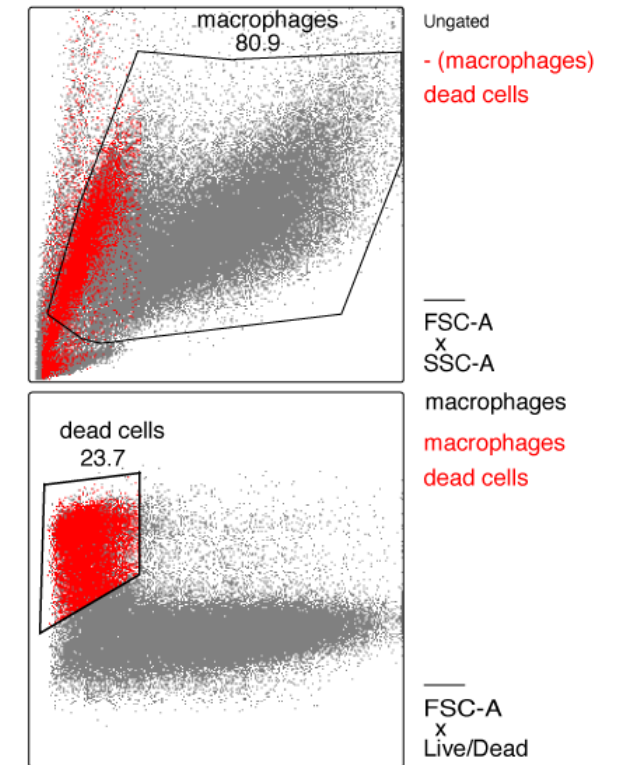 macrophages
80.9
Ungated
- (macrophages)
dead cells
FSC-A
x
SSC-A
dead cells
23.7
macrophages
macrophages
dead cells
FSC-A
x
Live/Dead